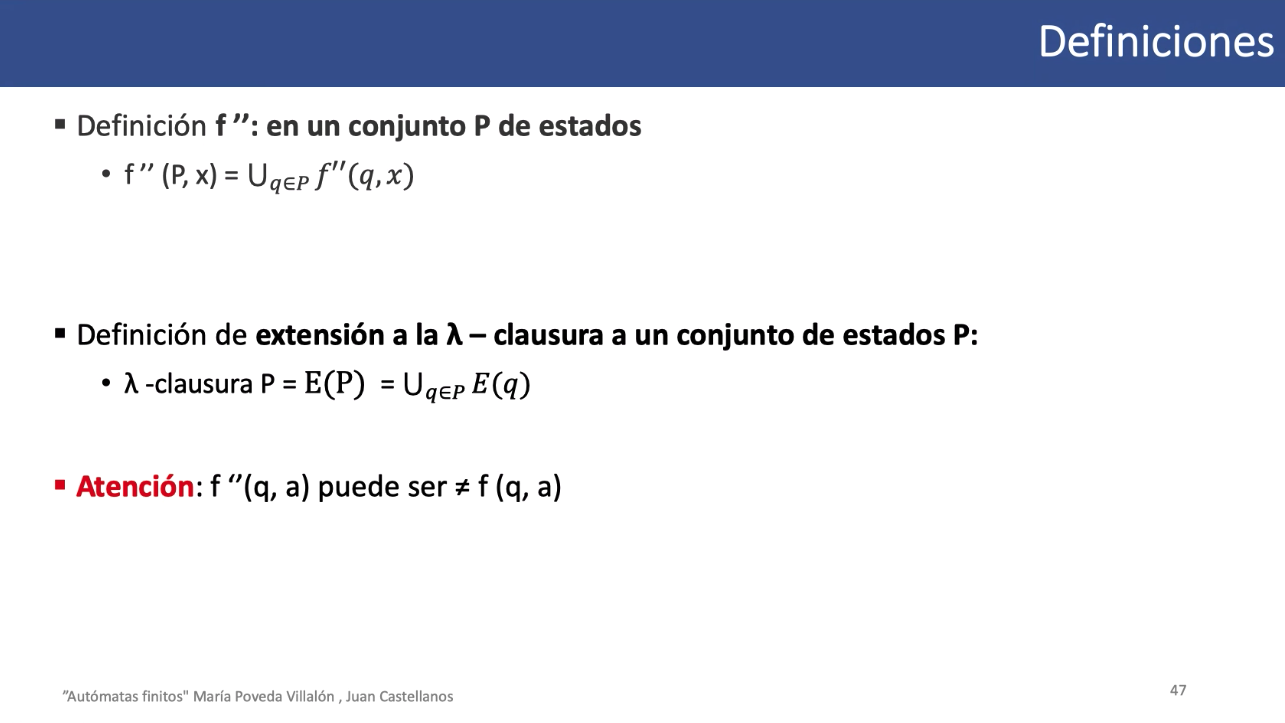 Definiciones
▪ Definición f ’’: en un conjunto P de estados
• f ’’ (P, x) = ⋃_{q∈P} f′′(q, x)
▪ Definición de extensión a la λ – clausura a un conjunto de estados P:
• λ -clausura P = E(P) = ⋃_{q∈P} E(q)
▪ Atención: f ‘’(q, a) puede ser ≠ f (q, a)
”Autómatas finitos" María Poveda Villalón , Juan Castellanos
47